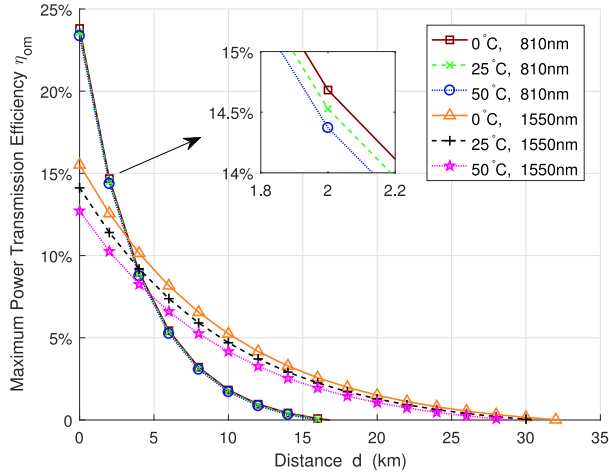 Maximum Power Transmission Efficiency η_om
25%
20%
15%
10%
5%
0
0
5
10
15
20
25
30
35
Distance d (km)
15%
14.5%
14%
1.8
2
2.2
0°C, 810nm
25°C, 810nm
50°C, 810nm
0°C, 1550nm
25°C, 1550nm
50°C, 1550nm